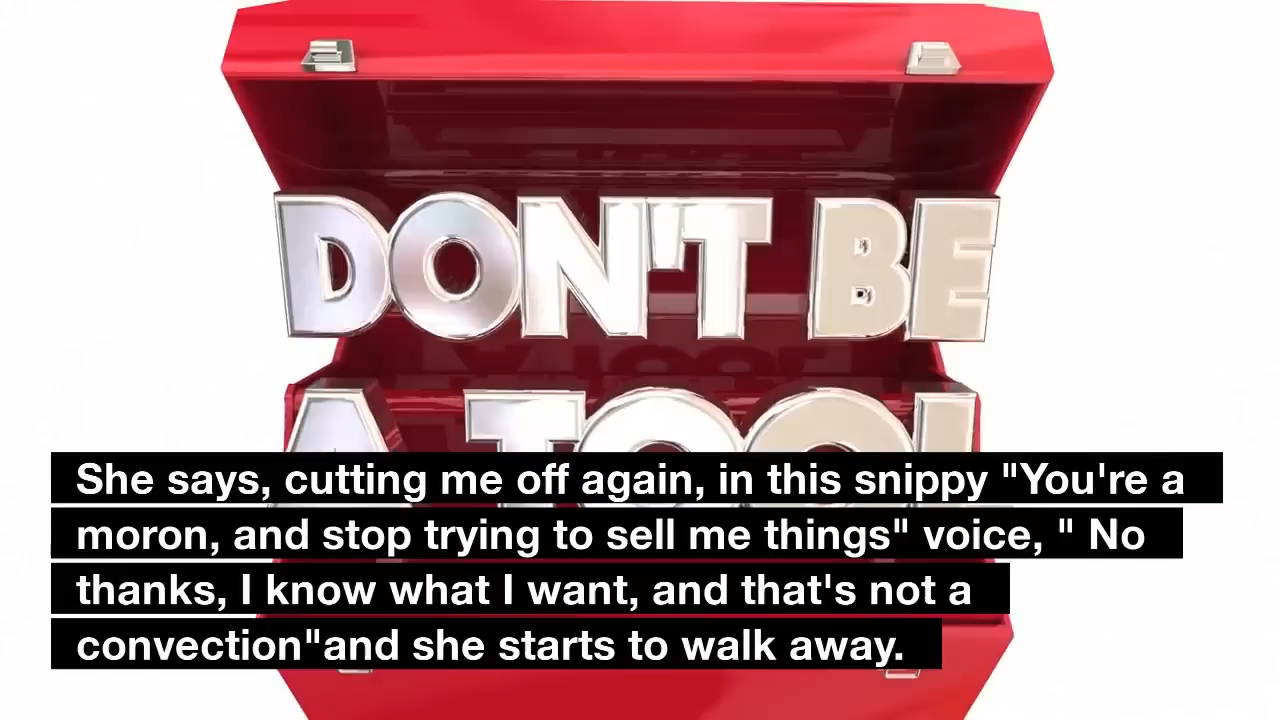 DON'T BE
A TOOL
She says, cutting me off again, in this snippy "You're a
moron, and stop trying to sell me things" voice, " No
thanks, I know what I want, and that's not a
convection"and she starts to walk away.